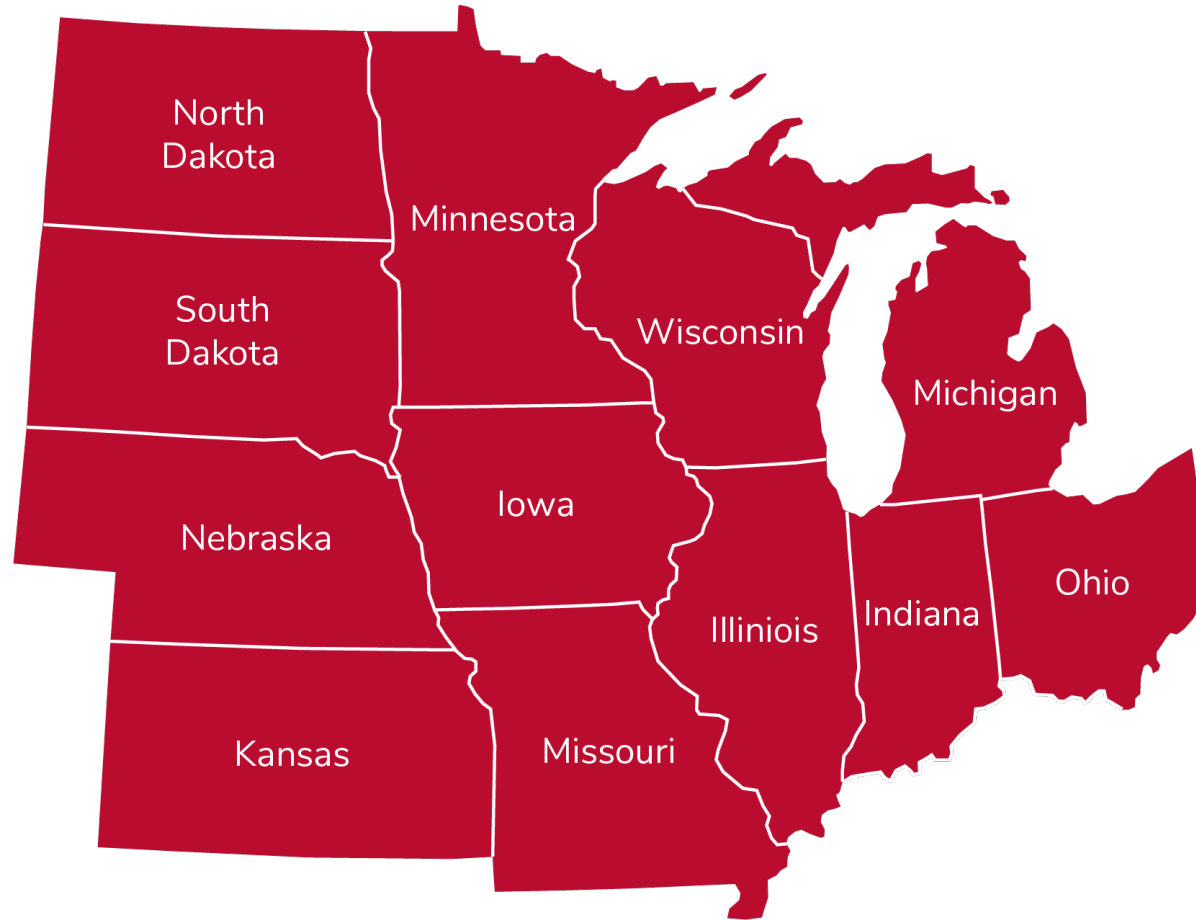 North
Dakota
Minnesota
South
Dakota
Wisconsin
Michigan
Iowa
Nebraska
Ohio
Indiana
Illiniois
Kansas
Missouri